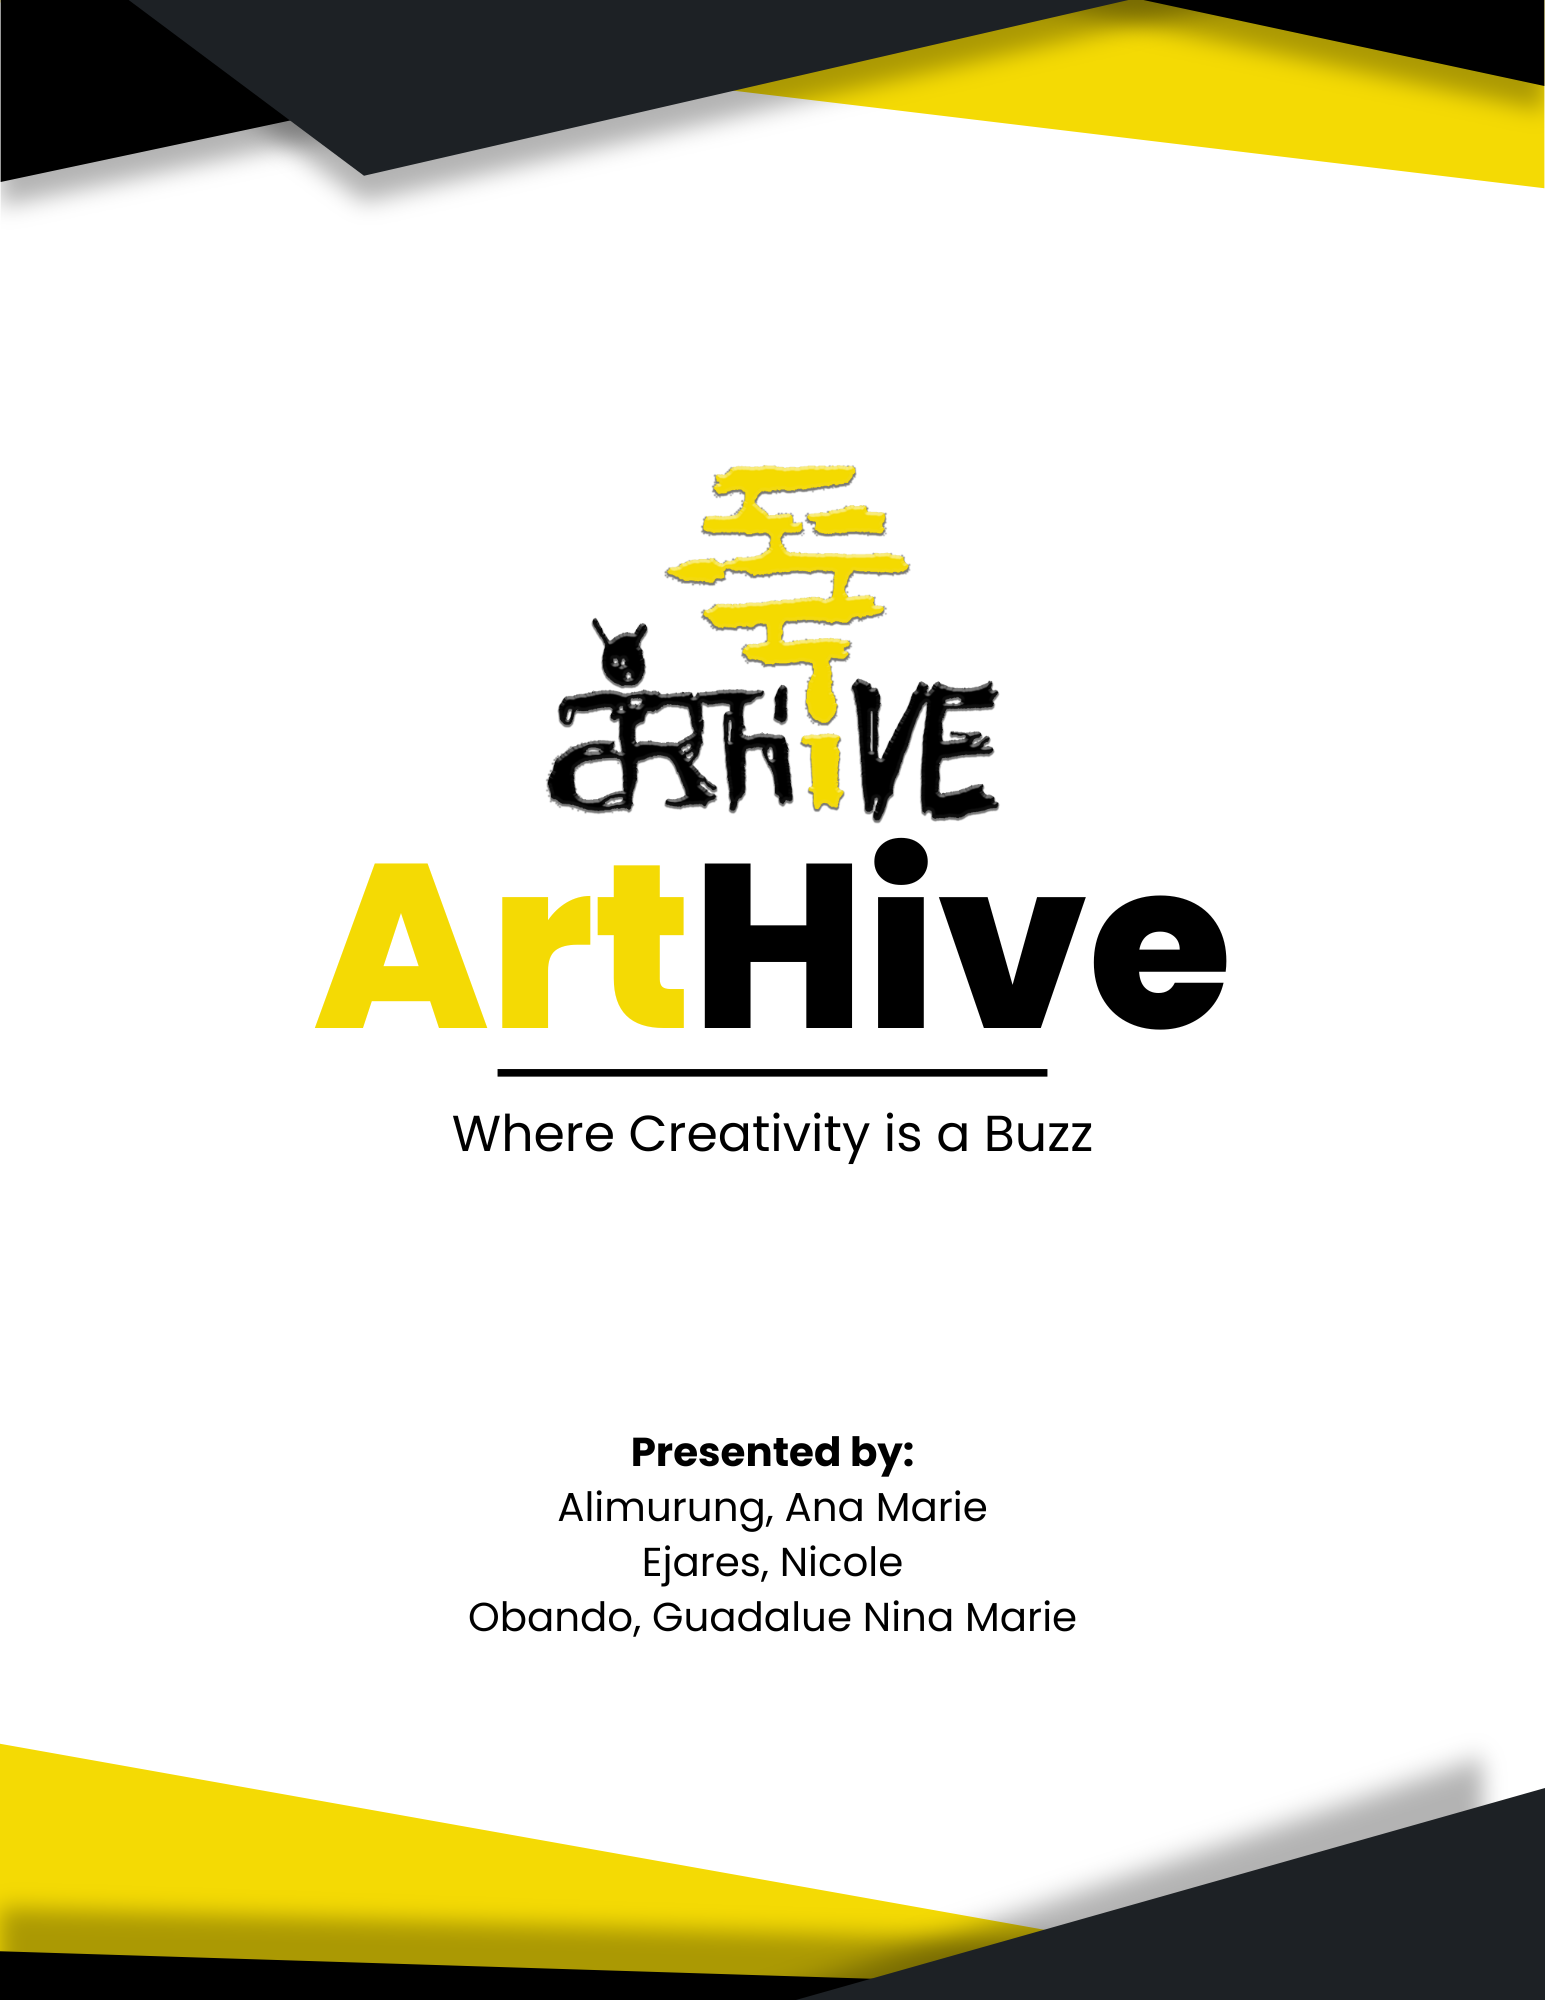 ARTHiVE
ArtHive
Where Creativity is a Buzz
Presented by:
Alimurung, Ana Marie
Ejares, Nicole
Obando, Guadalue Nina Marie